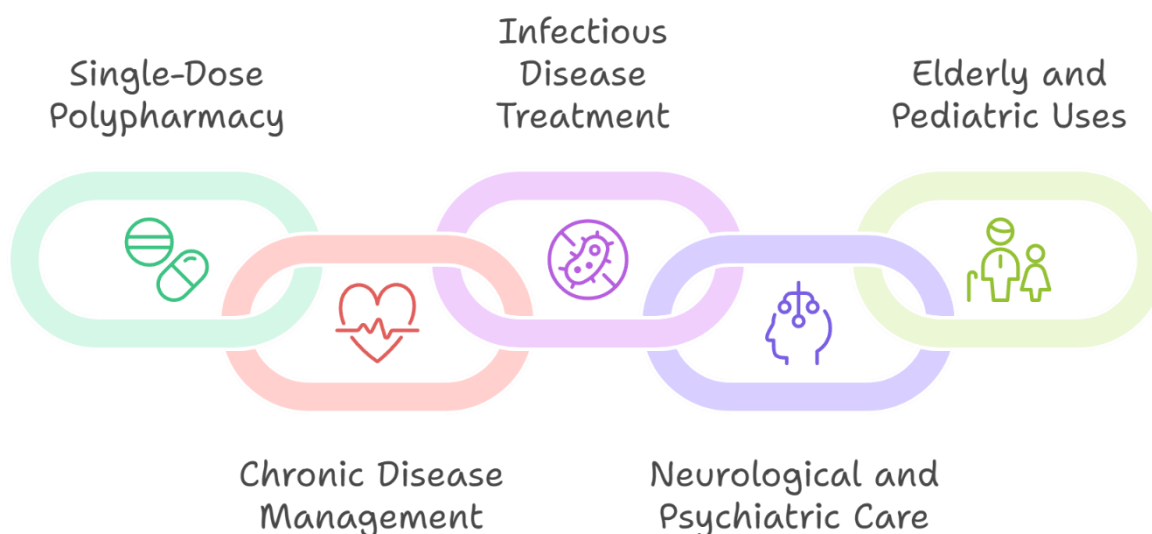 Single-Dose
Polypharmacy
Chronic Disease
Management
Infectious
Disease
Treatment
Neurological and
Psychiatric Care
Elderly and
Pediatric Uses